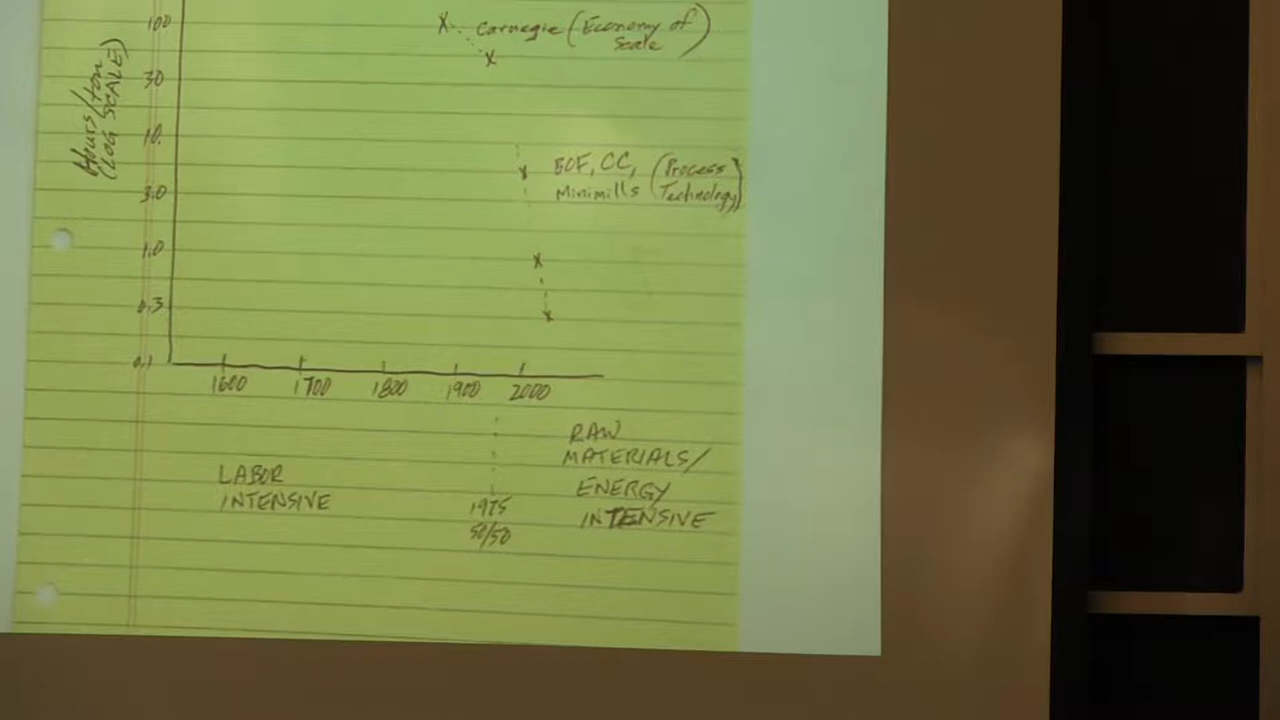 100
Carnegie (Economy of
Scale)
30
Hours/ton
(LOG SCALE)
10.
BOF, CC, (Process
Minimills Technology)
3.0
1.0
0.3
0.1
1600 1700 1800 1900 2000
RAW
MATERIALS/
LABOR
ENERGY
INTENSIVE
1975
INTENSIVE
50/50